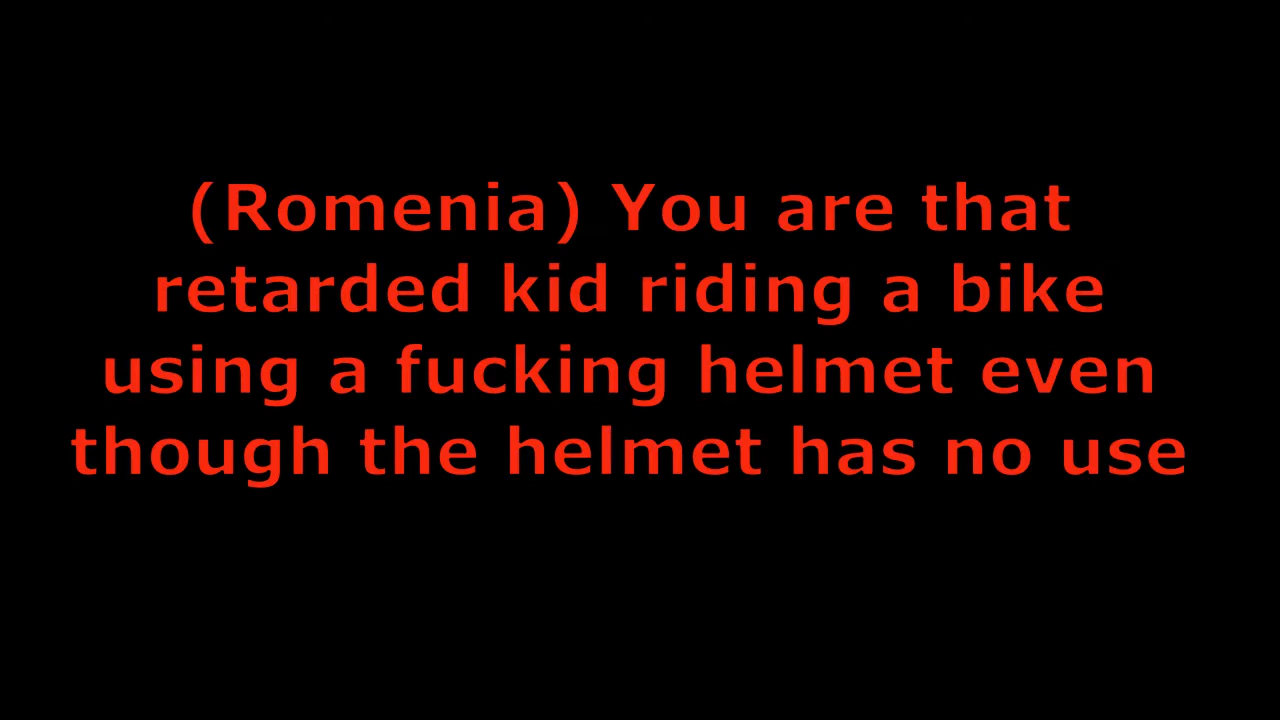 (Romenia) You are that
retarded kid riding a bike
using a fucking helmet even
though the helmet has no use